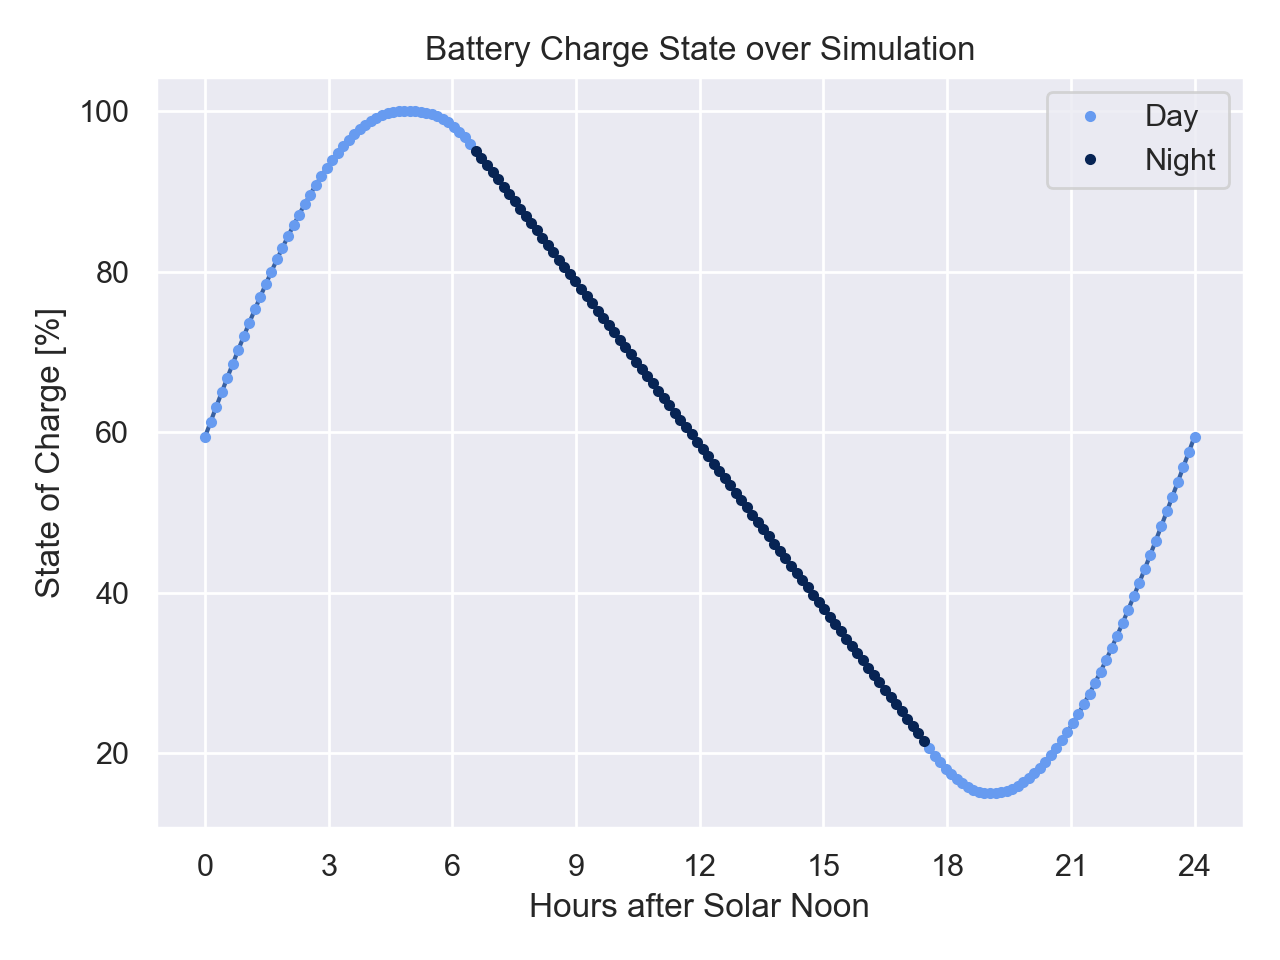 Battery Charge State over Simulation
Day
Night
100
80
60
40
20
State of Charge [%]
0 3 6 9 12 15 18 21 24
Hours after Solar Noon